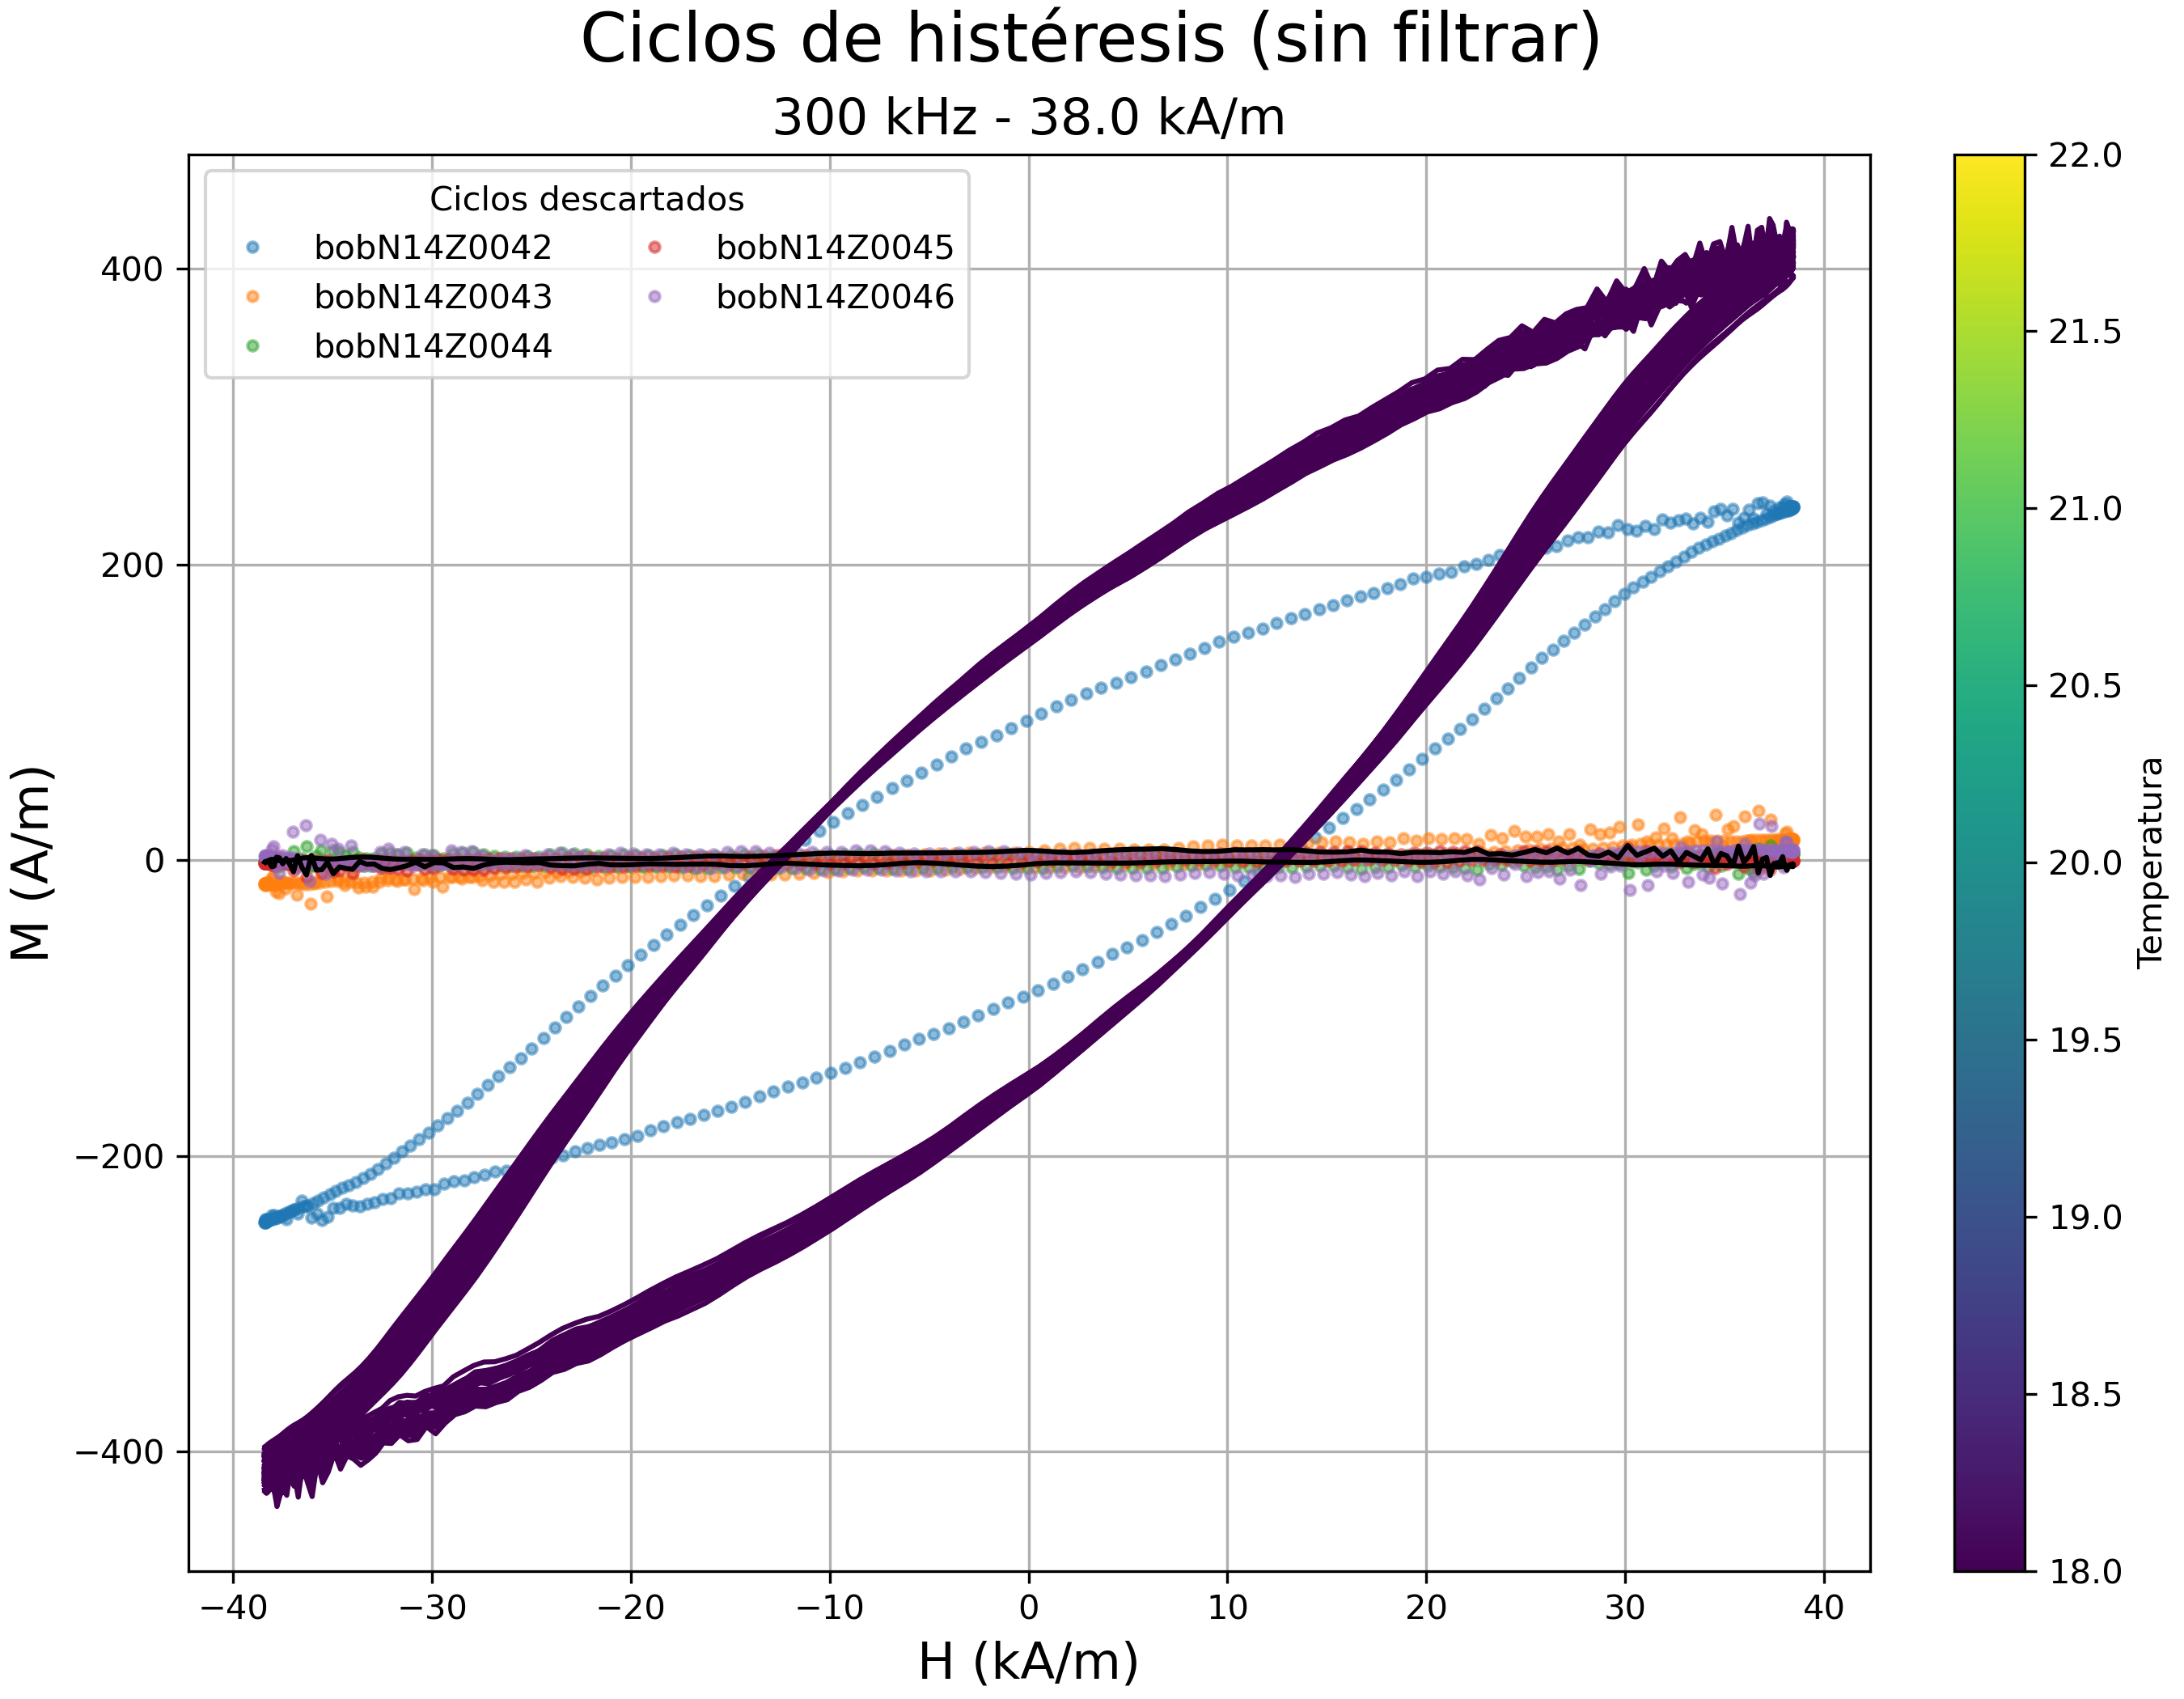 Ciclos de histéresis (sin filtrar)
300 kHz - 38.0 kA/m
Ciclos descartados
bobN14Z0042
bobN14Z0043
bobN14Z0044
bobN14Z0045
bobN14Z0046
M (A/m)
400
200
0
−200
−400
−40
−30
−20
−10
0
10
20
30
40
H (kA/m)
22.0
21.5
21.0
20.5
20.0
19.5
19.0
18.5
18.0
Temperatura